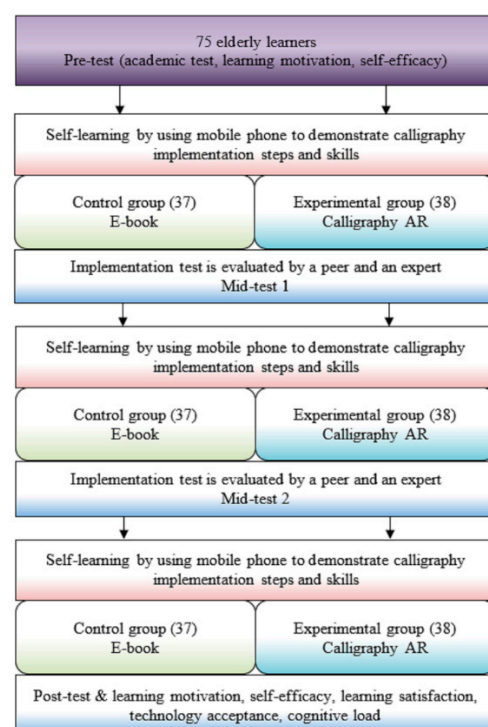 75 elderly learners
Pre-test (academic test, learning motivation, self-efficacy)
Self-learning by using mobile phone to demonstrate calligraphy
implementation steps and skills
Control group (37)
E-book
Experimental group (38)
Calligraphy AR
Implementation test is evaluated by a peer and an expert
Mid-test 1
Self-learning by using mobile phone to demonstrate calligraphy
implementation steps and skills
Control group (37)
E-book
Experimental group (38)
Calligraphy AR
Implementation test is evaluated by a peer and an expert
Mid-test 2
Self-learning by using mobile phone to demonstrate calligraphy
implementation steps and skills
Control group (37)
E-book
Experimental group (38)
Calligraphy AR
Post-test & learning motivation, self-efficacy, learning satisfaction,
technology acceptance, cognitive load